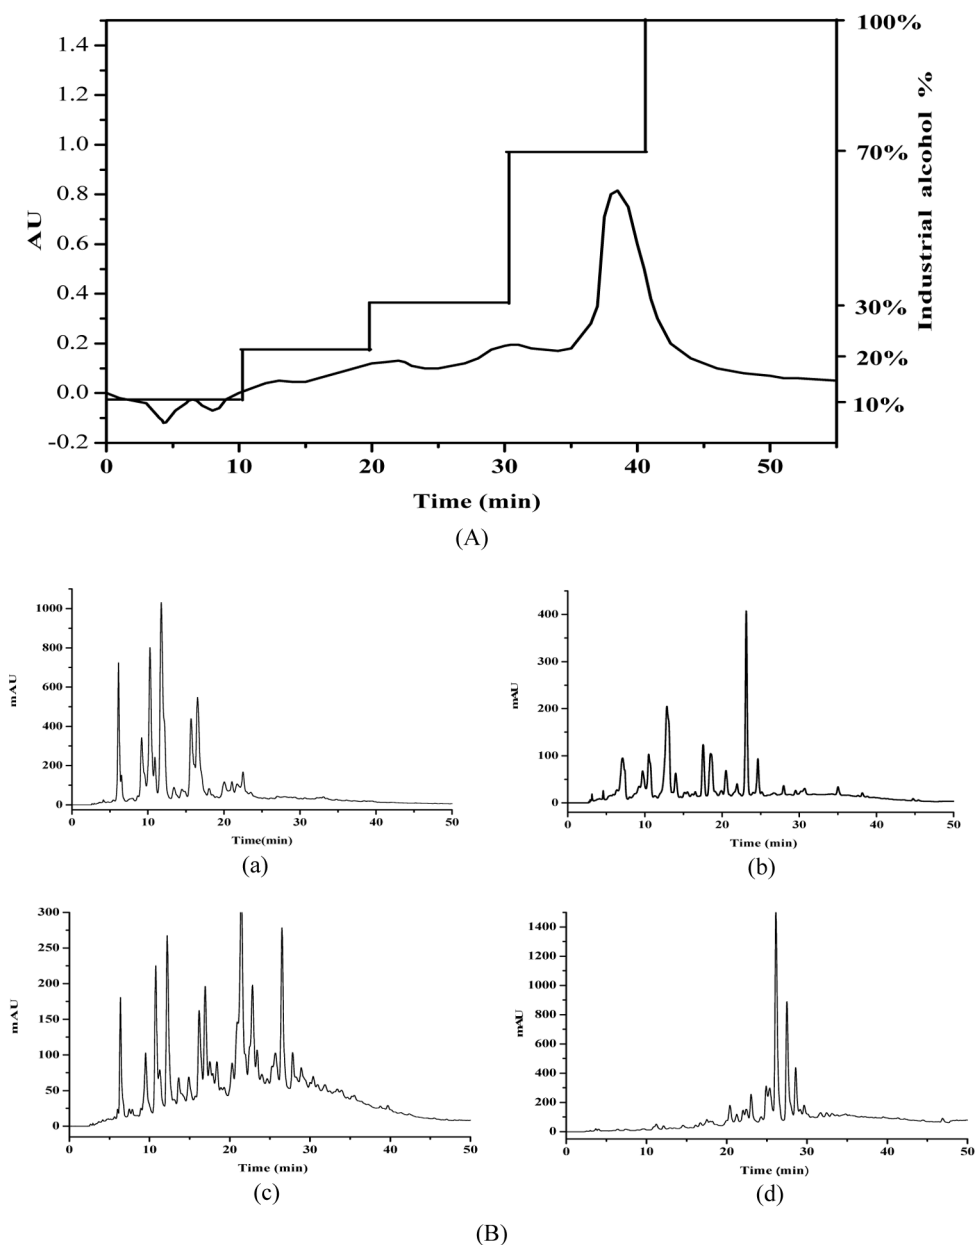 1.4
1.2
1.0
0.8
0.6
0.4
0.2
0.0
-0.2
AU
100%
70%
30%
20%
10%
Industrial alcohol %
0 10 20 30 40 50
Time (min)
(A)
1000
800
600
400
200
0
mAU
0 10 20 30 40 50
Time(min)
(a)
400
300
200
100
0
mAU
0 10 20 30 40 50
Time (min)
(b)
300
250
200
150
100
50
0
mAU
0 10 20 30 40 50
Time (min)
(c)
1400
1200
1000
800
600
400
200
0
mAU
0 10 20 30 40 50
Time (min)
(d)
(B)